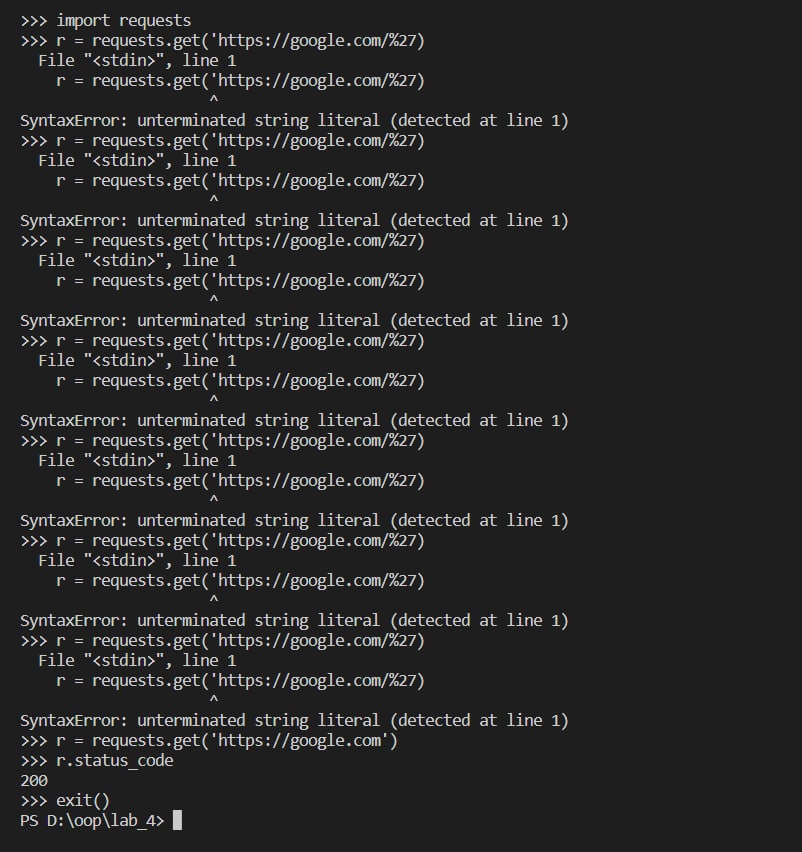 >>> import requests
>>> r = requests.get('https://google.com/%27)
  File "<stdin>", line 1
    r = requests.get('https://google.com/%27)
                     ^
SyntaxError: unterminated string literal (detected at line 1)
>>> r = requests.get('https://google.com/%27)
  File "<stdin>", line 1
    r = requests.get('https://google.com/%27)
                     ^
SyntaxError: unterminated string literal (detected at line 1)
>>> r = requests.get('https://google.com/%27)
  File "<stdin>", line 1
    r = requests.get('https://google.com/%27)
                     ^
SyntaxError: unterminated string literal (detected at line 1)
>>> r = requests.get('https://google.com/%27)
  File "<stdin>", line 1
    r = requests.get('https://google.com/%27)
                     ^
SyntaxError: unterminated string literal (detected at line 1)
>>> r = requests.get('https://google.com/%27)
  File "<stdin>", line 1
    r = requests.get('https://google.com/%27)
                     ^
SyntaxError: unterminated string literal (detected at line 1)
>>> r = requests.get('https://google.com/%27)
  File "<stdin>", line 1
    r = requests.get('https://google.com/%27)
                     ^
SyntaxError: unterminated string literal (detected at line 1)
>>> r = requests.get('https://google.com/%27)
  File "<stdin>", line 1
    r = requests.get('https://google.com/%27)
                     ^
SyntaxError: unterminated string literal (detected at line 1)
>>> r = requests.get('https://google.com')
>>> r.status_code
200
>>> exit()
PS D:\oop\lab_4>